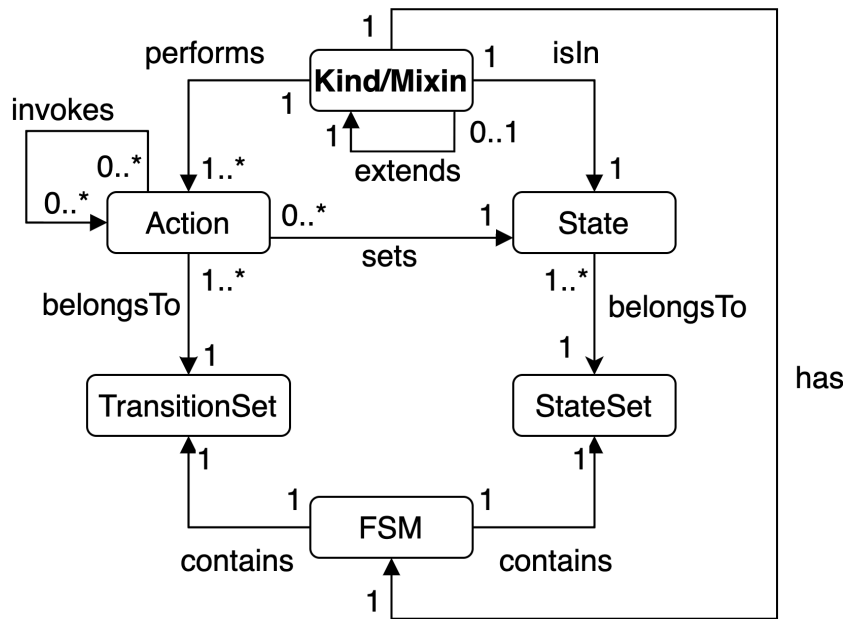 1
performs
1
isIn
Kind/Mixin
1
invokes
1
0..1
0..*
1..*
extends
1
0..*
Action
0..*
1
State
sets
1..*
1..*
belongsTo
belongsTo
1
1
has
TransitionSet
StateSet
1
1
1
1
FSM
contains
contains
1